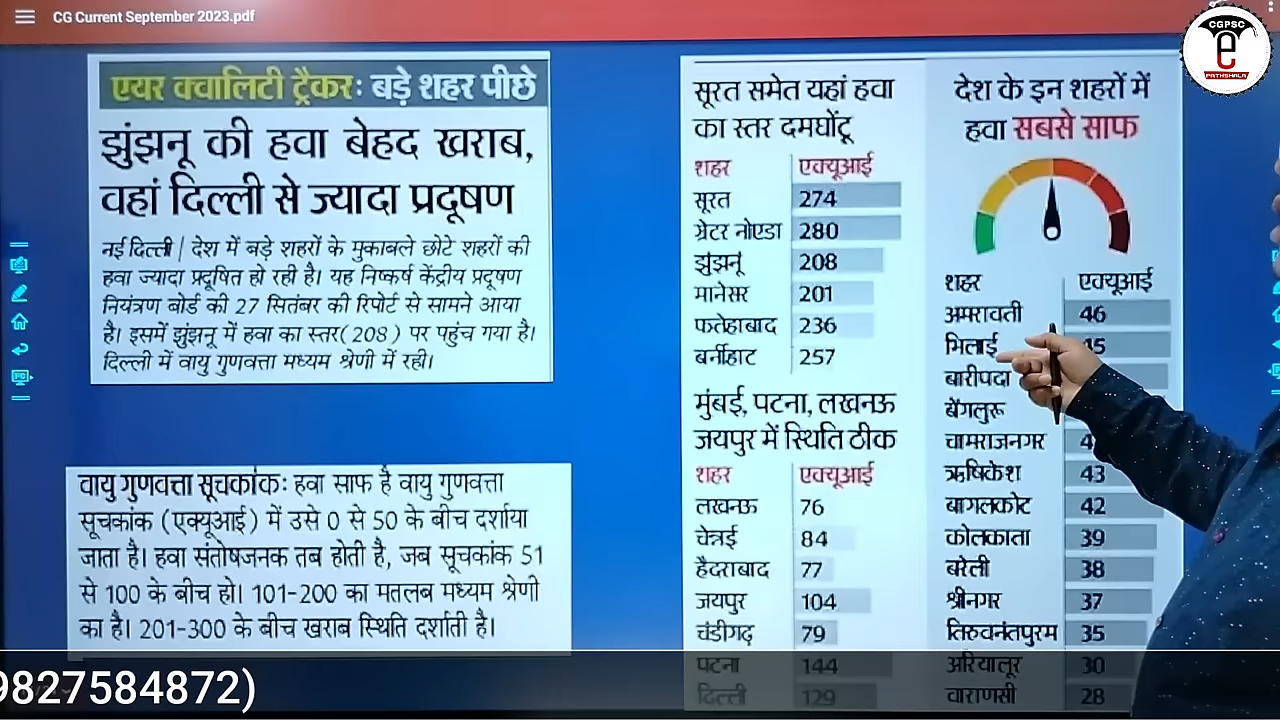 CG Current September 2023.pdf
CGPSC
e
PATHSHALA
एयर क्वालिटी ट्रैकर: बड़े शहर पीछे
झुंझनू की हवा बेहद खराब,
वहां दिल्ली से ज्यादा प्रदूषण
नई दिल्ली | देश में बड़े शहरों के मुकाबले छोटे शहरों की
हवा ज्यादा प्रदूषित हो रही है। यह निष्कर्ष केंद्रीय प्रदूषण
नियंत्रण बोर्ड की 27 सितंबर की रिपोर्ट से सामने आया
है। इसमें झुंझनू में हवा का स्तर(208) पर पहुंच गया है।
दिल्ली में वायु गुणवत्ता मध्यम श्रेणी में रही।
वायु गुणवत्ता सूचकांक: हवा साफ है वायु गुणवत्ता
सूचकांक (एक्यूआई) में उसे 0 से 50 के बीच दर्शाया
जाता है। हवा संतोषजनक तब होती है, जब सूचकांक 51
से 100 के बीच हो। 101-200 का मतलब मध्यम श्रेणी
का है। 201-300 के बीच खराब स्थिति दर्शाती है।
सूरत समेत यहां हवा
का स्तर दमघोंटू
शहर एक्यूआई
सूरत 274
ग्रेटर नोएडा 280
झुंझनू 208
मानेसर 201
फतेहाबाद 236
बर्नीहाट 257
मुंबई, पटना, लखनऊ
जयपुर में स्थिति ठीक
शहर एक्यूआई
लखनऊ 76
चेन्नई 84
हैदराबाद 77
जयपुर 104
चंडीगढ़ 79
पटना 144
दिल्ली 129
देश के इन शहरों में
हवा सबसे साफ
शहर एक्यूआई
अमरावती 46
भिलाई
बारीपदा
बेंगलुरू
चामराजनगर
ऋषिकेश 43
बागलकोट 42
कोलकाता 39
बरेली 38
श्रीनगर 37
तिरुवनंतपुरम 35
अरियालूर 30
वाराणसी 28
9827584872)